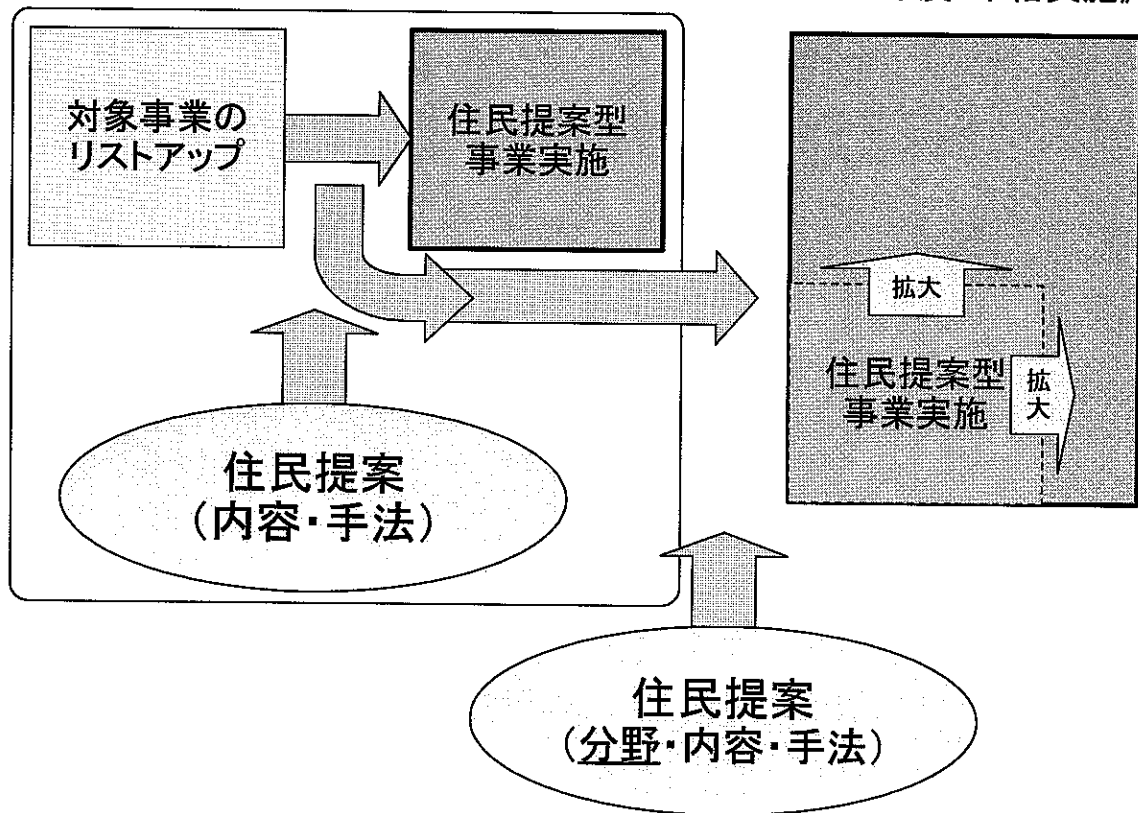 対象事業の
リストアップ
住民提案型
事業実施
拡大
住民提案型
事業実施
拡
大
住民提案
(内容・手法)
住民提案
(分野・内容・手法)